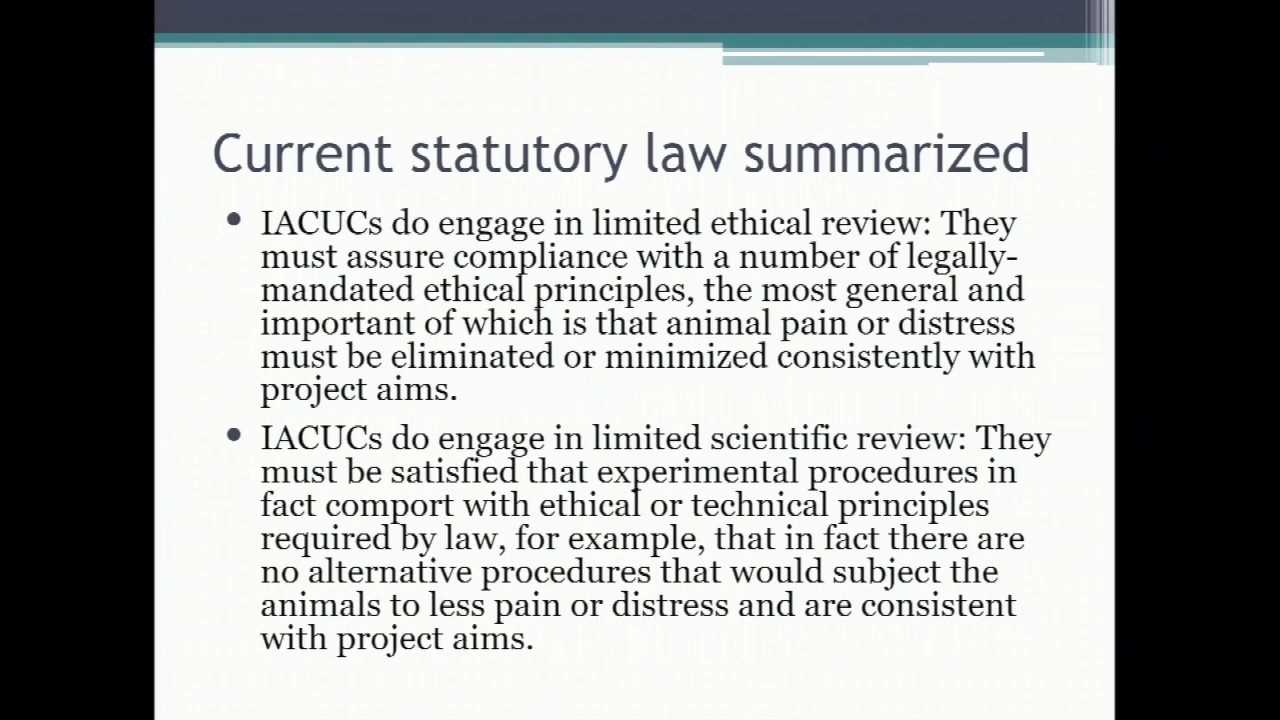 Current statutory law summarized
• IACUCs do engage in limited ethical review: They
must assure compliance with a number of legally-
mandated ethical principles, the most general and
important of which is that animal pain or distress
must be eliminated or minimized consistently with
project aims.
• IACUCs do engage in limited scientific review: They
must be satisfied that experimental procedures in
fact comport with ethical or technical principles
required by law, for example, that in fact there are
no alternative procedures that would subject the
animals to less pain or distress and are consistent
with project aims.